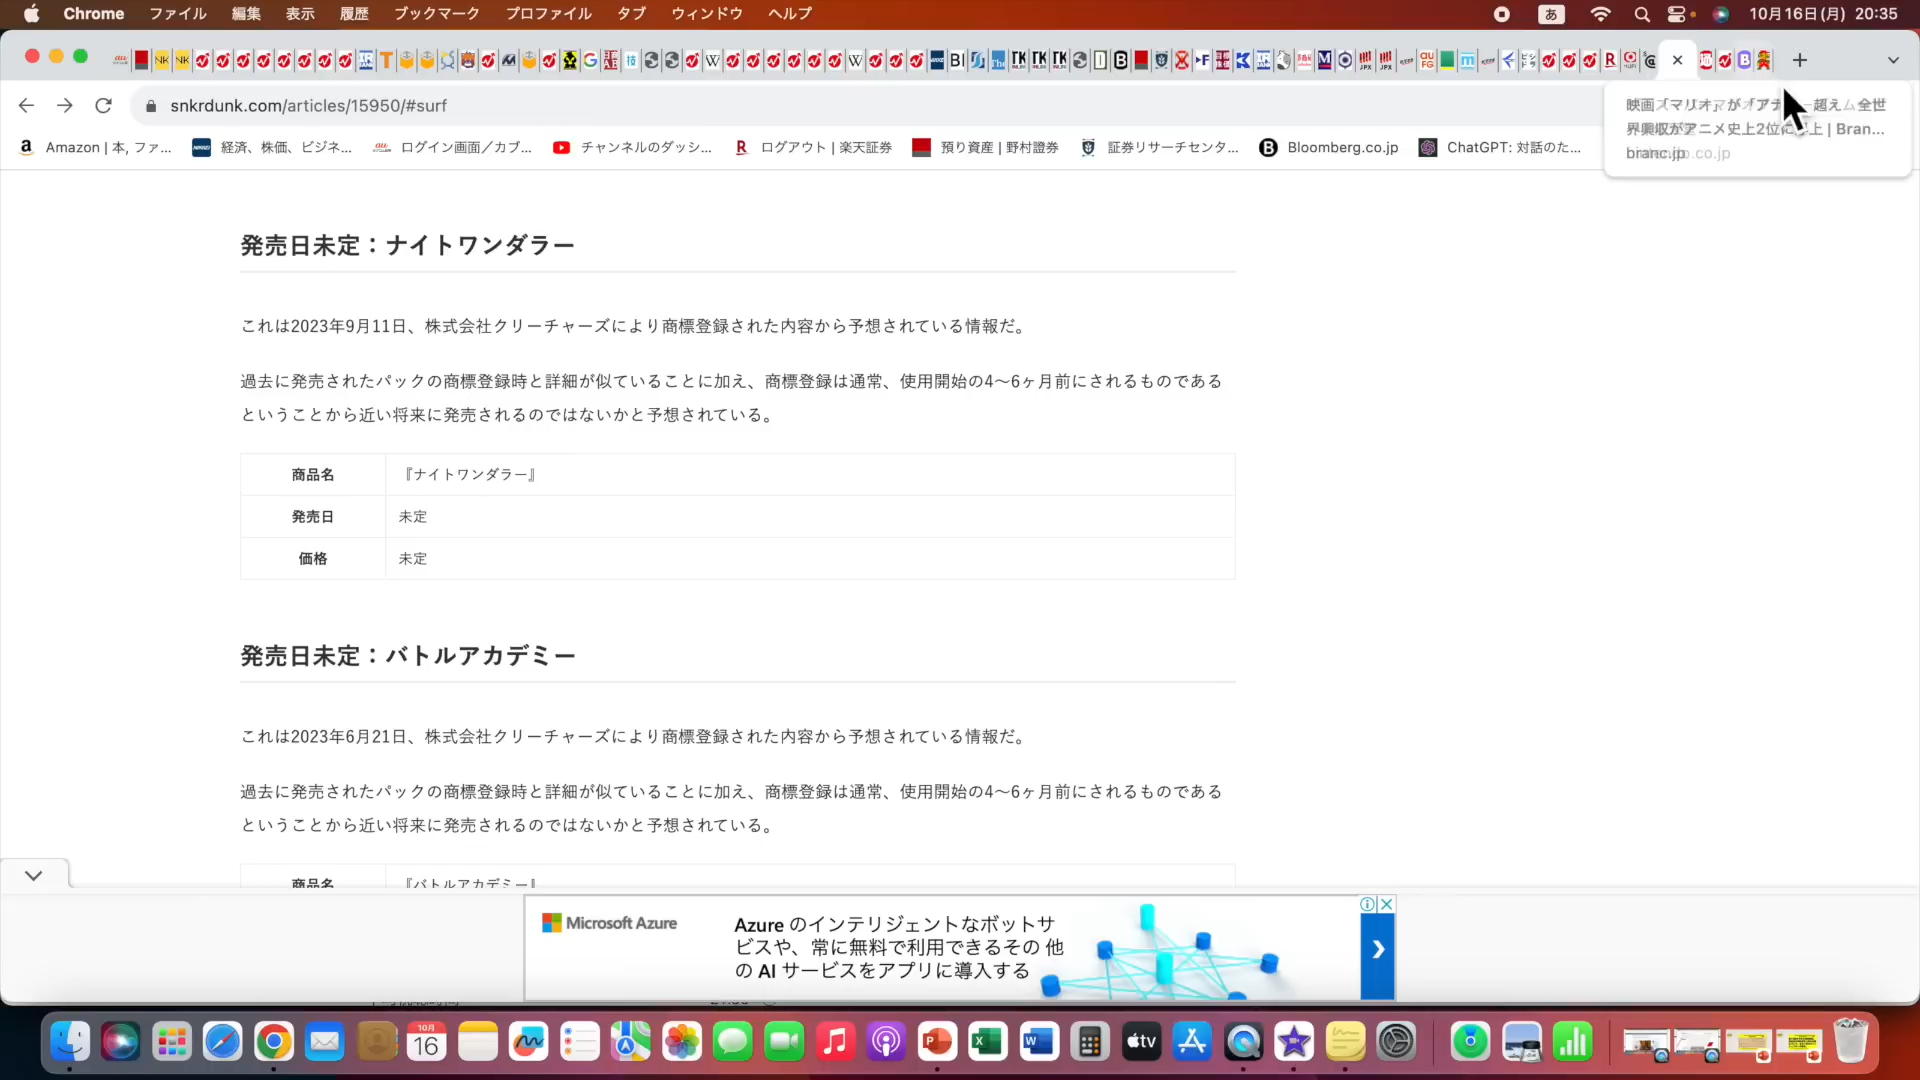 Chrome ファイル 編集 表示 履歴 ブックマーク プロファイル タブ ウィンドウ ヘルプ あ 10月16日(月) 20:35
snkrdunk.com/articles/15950/#surf
Amazon | 本, ファ... 経済、株価、ビジネ... ログイン画面／カブ... チャンネルのダッシ... ログアウト | 楽天証券 預り資産 | 野村證券 証券リサーチセンタ... Bloomberg.co.jp ChatGPT: 対話のた...
発売日未定：ナイトワンダラー
これは2023年9月11日、株式会社クリーチャーズにより商標登録された内容から予想されている情報だ。
過去に発売されたパックの商標登録時と詳細が似ていることに加え、商標登録は通常、使用開始の4〜6ヶ月前にされるものである
ということから近い将来に発売されるのではないかと予想されている。
商品名 『ナイトワンダラー』
発売日 未定
価格 未定
発売日未定：バトルアカデミー
これは2023年6月21日、株式会社クリーチャーズにより商標登録された内容から予想されている情報だ。
過去に発売されたパックの商標登録時と詳細が似ていることに加え、商標登録は通常、使用開始の4〜6ヶ月前にされるものである
ということから近い将来に発売されるのではないかと予想されている。
商品名 『バトルアカデミー』
Microsoft Azure
Azure のインテリジェントなボットサ
ービスや、常に無料で利用できるその 他
の AI サービスをアプリに導入する
10月
16
tv